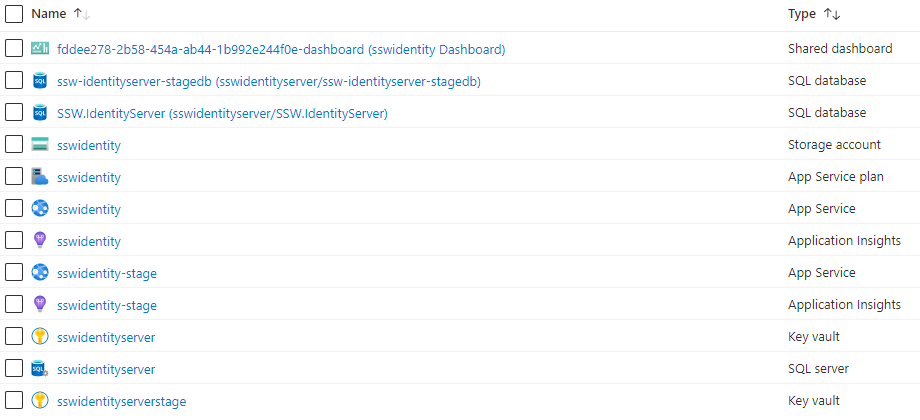 Name ↑↓ Type ↑↓
fddee278-2b58-454a-ab44-1b992e244f0e-dashboard (sswidentity Dashboard) Shared dashboard
ssw-identityserver-stagedb (sswidentityserver/ssw-identityserver-stagedb) SQL database
SSW.IdentityServer (sswidentityserver/SSW.IdentityServer) SQL database
sswidentity Storage account
sswidentity App Service plan
sswidentity App Service
sswidentity Application Insights
sswidentity-stage App Service
sswidentity-stage Application Insights
sswidentityserver Key vault
sswidentityserver SQL server
sswidentityserverstage Key vault